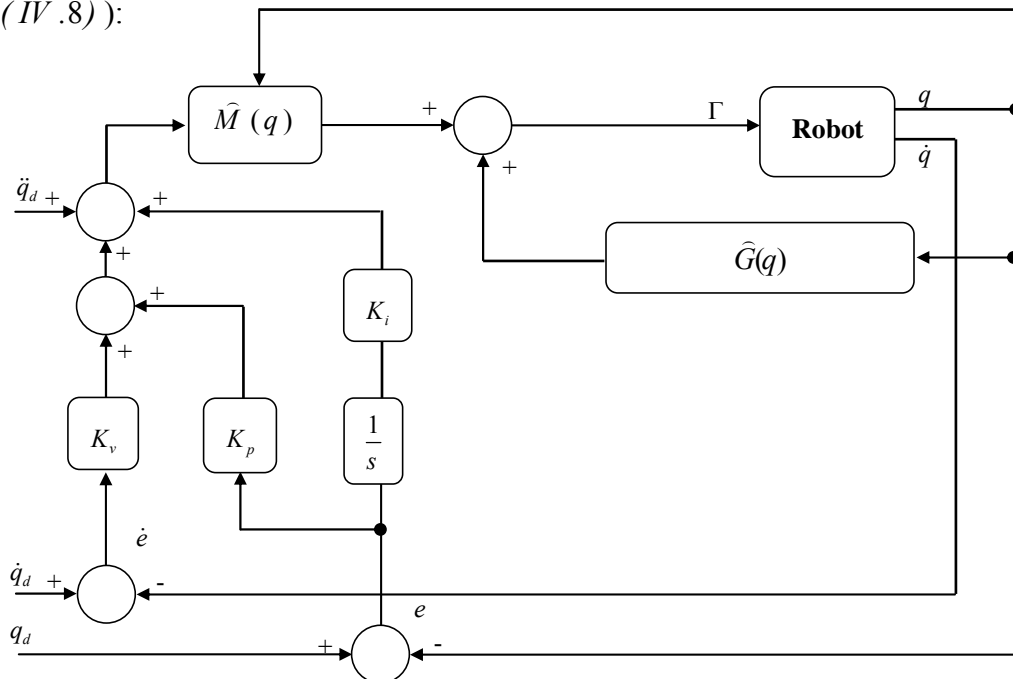 ( IV .8) ):
M̂ (q)
+
Γ
Robot
q
q̇
+
q̈d +
+
+
+
+
Ĝ(q)
Ki
Kv
Kp
1/s
ė
q̇d +
-
e
qd
+
-